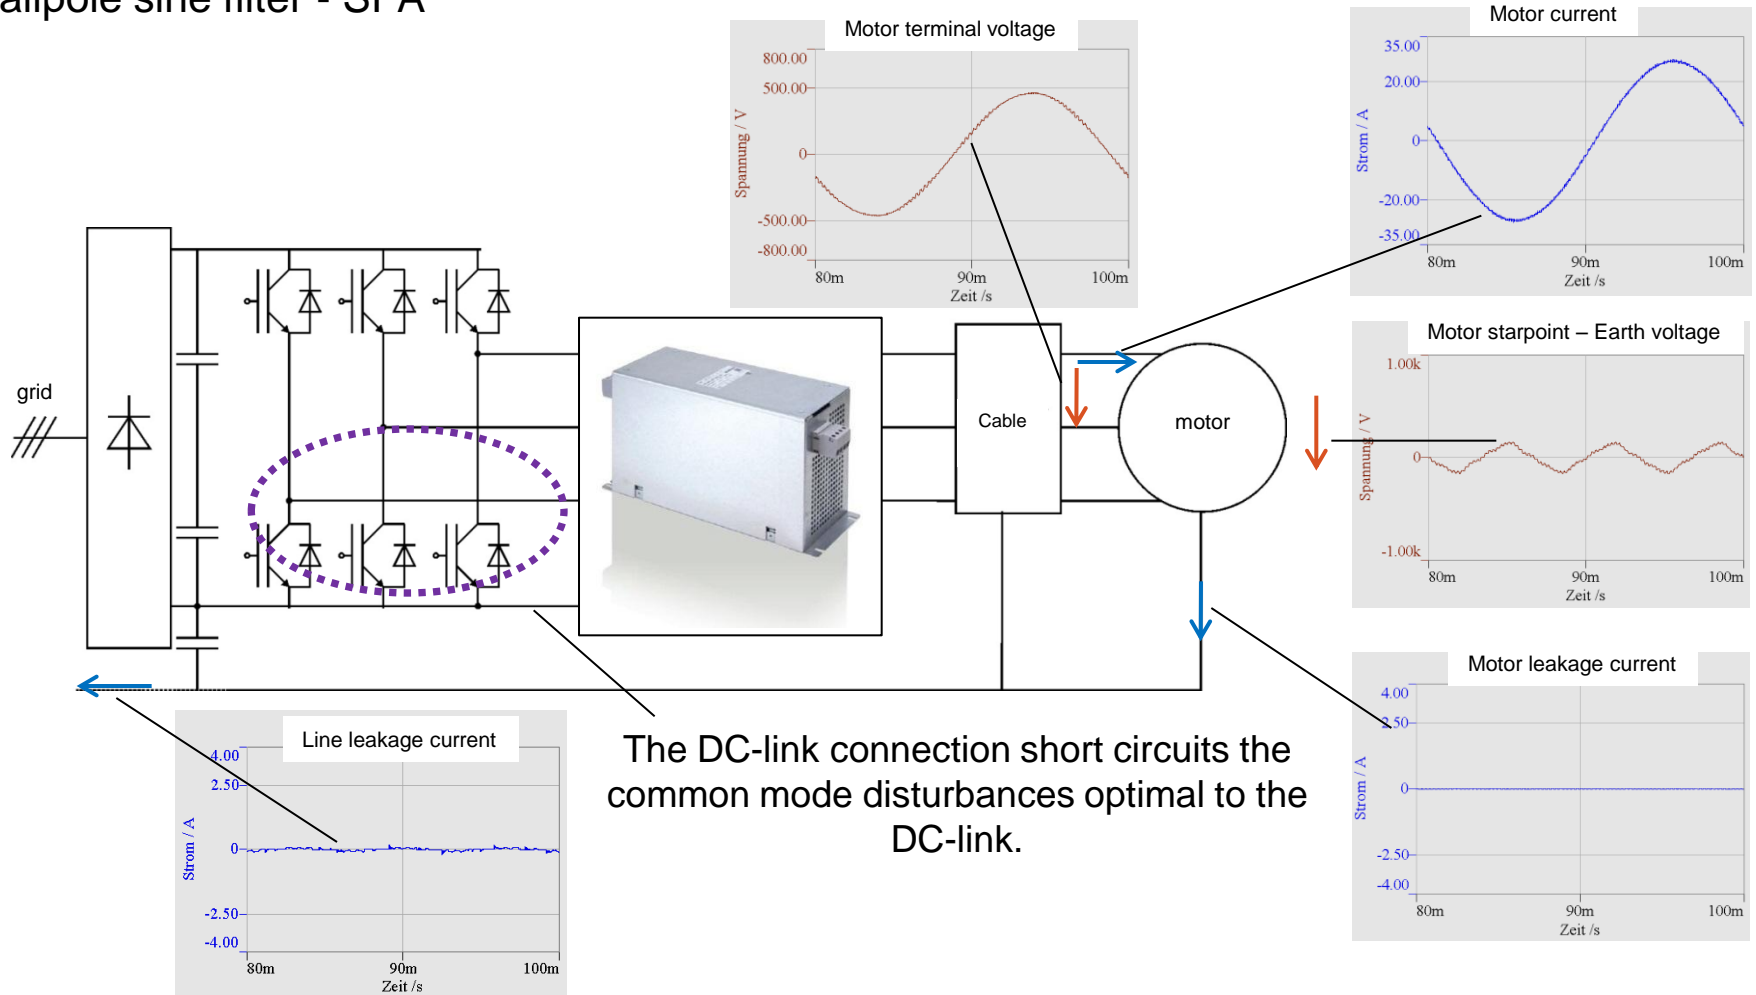 allpole sine filter - SFA
Motor terminal voltage
800.00
500.00
0
-500.00
-800.00
Spannung / V
80m
90m
100m
Zeit /s
Motor current
35.00
20.00
0
-20.00
-35.00
Strom / A
80m
90m
100m
Zeit /s
grid
Cable
motor
Motor starpoint – Earth voltage
1.00k
0
-1.00k
Spannung / V
80m
90m
100m
Zeit /s
Motor leakage current
4.00
2.50
0
-2.50
-4.00
Strom / A
80m
90m
100m
Zeit /s
Line leakage current
4.00
2.50
0
-2.50
-4.00
Strom / A
80m
90m
100m
Zeit /s
The DC-link connection short circuits the
common mode disturbances optimal to the
DC-link.